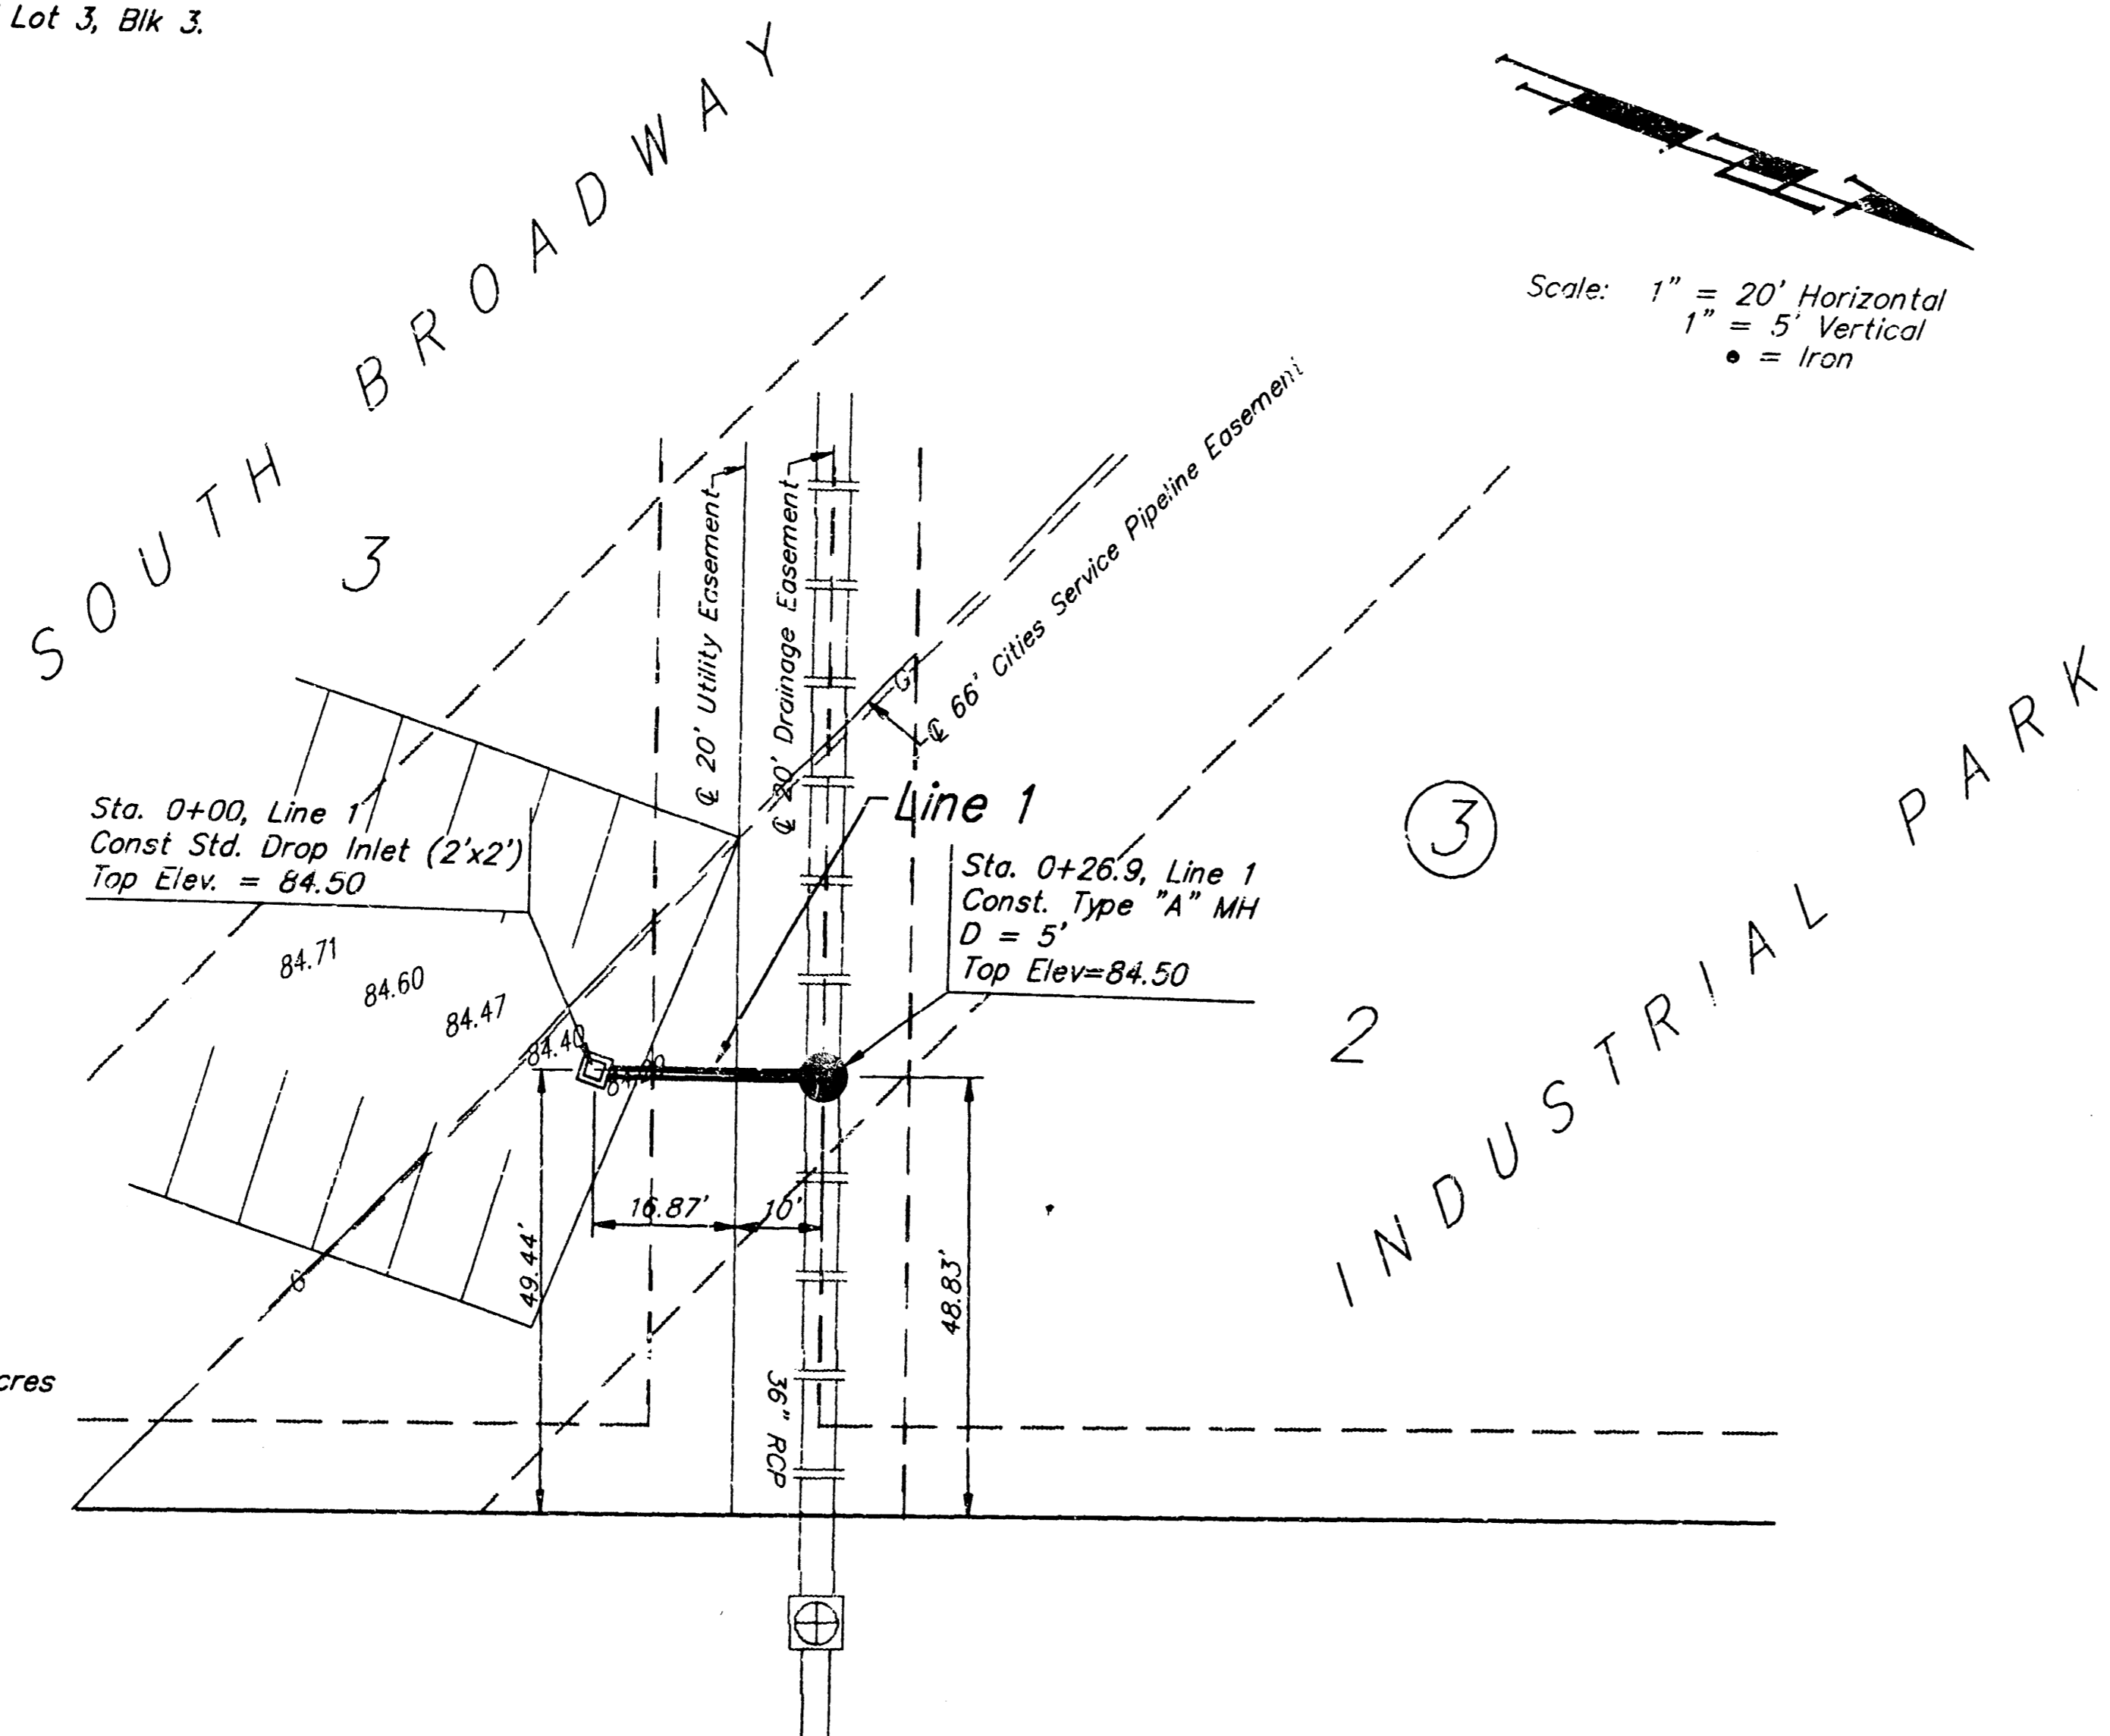 Lot 3, Blk 3.
SOUTH BROADWAY
Scale: 1" = 20' Horizontal
1" = 5' Vertical
● = Iron
3
℄ 20' Utility Easement
℄ 20' Drainage Easement
℄ 66' Cities Service Pipeline Easement
G
Line 1
Sta. 0+00, Line 1
Const Std. Drop Inlet (2'x2')
Top Elev. = 84.50
Sta. 0+26.9, Line 1
Const. Type "A" MH
D = 5'
Top Elev=84.50
3
2
INDUSTRIAL PARK
84.71
84.60
84.47
84.40
16.87'
10'
49.44'
48.83'
G
36" RCP
cres